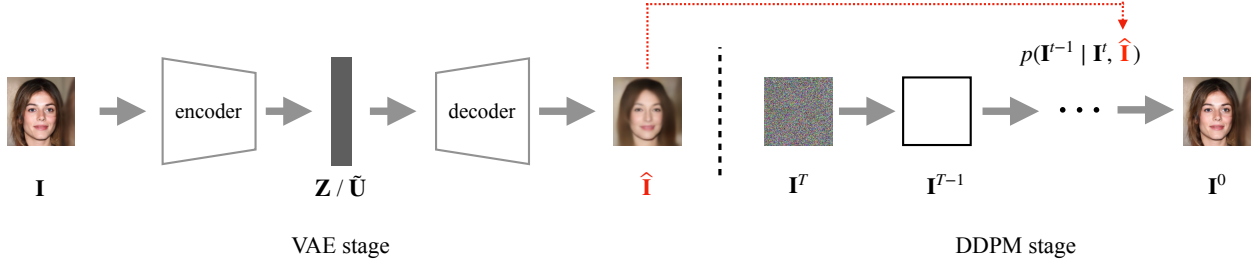 p(I^{t−1} | I^t, Î)
encoder
decoder
I
Z / Ũ
Î
I^T
I^{T−1}
I^0
VAE stage
DDPM stage